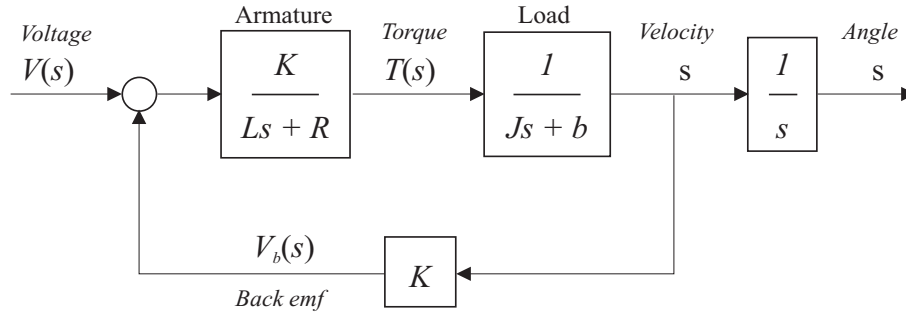 Armature
Load
Voltage
Torque
Velocity
Angle
V(s)
K
Ls + R
T(s)
1
Js + b
s
1
s
s
V_b(s)
K
Back emf